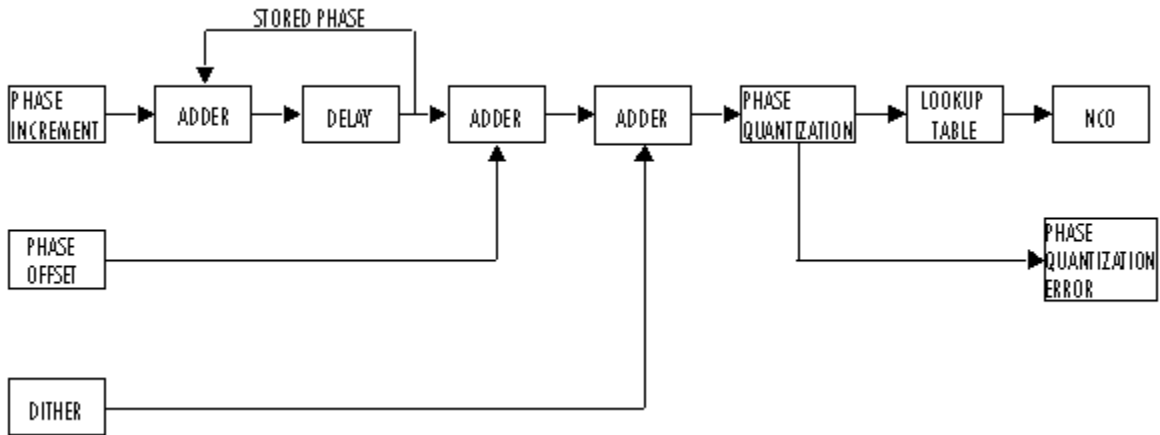 STORED PHASE
PHASE
INCREMENT
ADDER
DELAY
ADDER
ADDER
PHASE
QUANTIZATION
LOOKUP
TABLE
NCO
PHASE
OFFSET
PHASE
QUANTIZATION
ERROR
DITHER